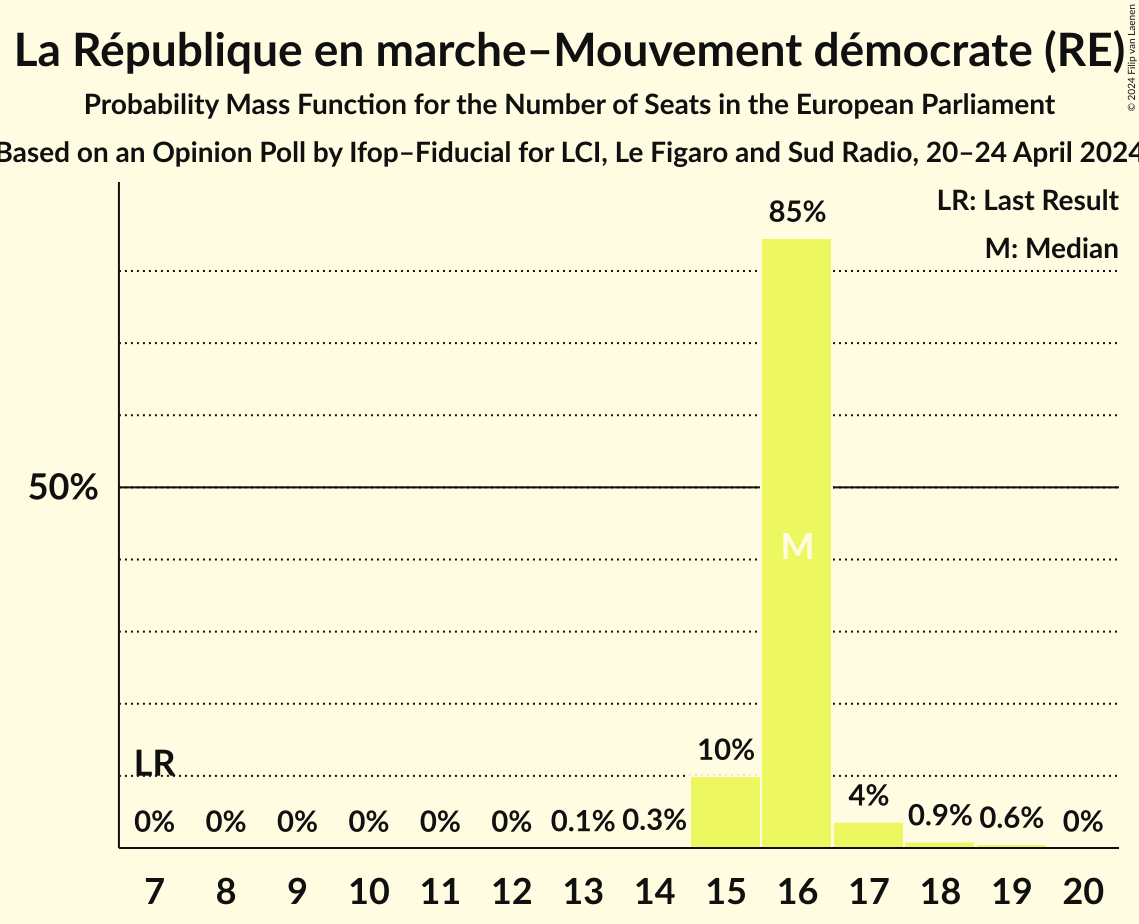 La République en marche–Mouvement démocrate (RE)
© 2024 Filip van Laenen
Probability Mass Function for the Number of Seats in the European Parliament
Based on an Opinion Poll by Ifop–Fiducial for LCI, Le Figaro and Sud Radio, 20–24 April 2024
LR: Last Result
M: Median
85%
50%
M
10%
LR
4%
0% 0% 0% 0% 0% 0% 0.1% 0.3% 0.9% 0.6% 0%
7 8 9 10 11 12 13 14 15 16 17 18 19 20